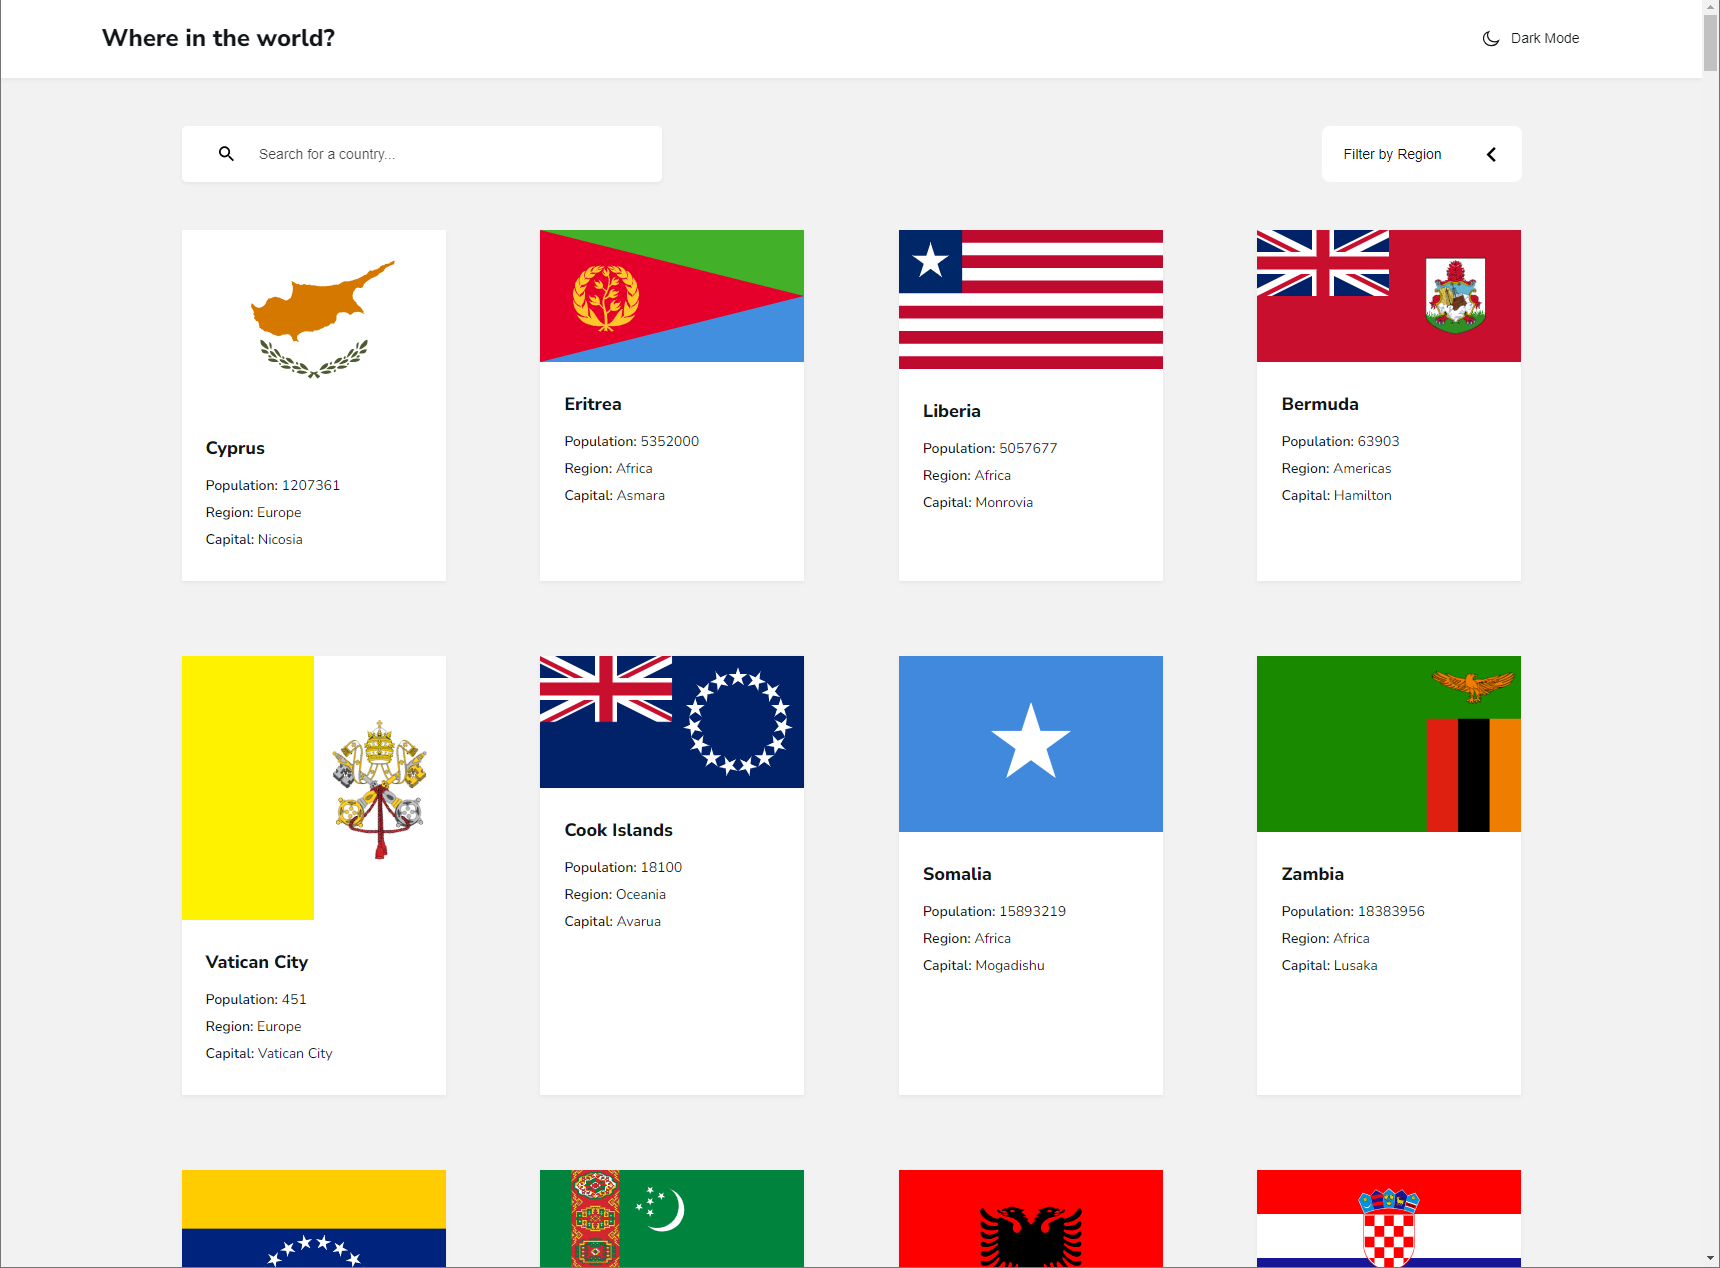 Where in the world?
Dark Mode
Search for a country...
Filter by Region
Cyprus
Population: 1207361
Region: Europe
Capital: Nicosia
Eritrea
Population: 5352000
Region: Africa
Capital: Asmara
Liberia
Population: 5057677
Region: Africa
Capital: Monrovia
Bermuda
Population: 63903
Region: Americas
Capital: Hamilton
Vatican City
Population: 451
Region: Europe
Capital: Vatican City
Cook Islands
Population: 18100
Region: Oceania
Capital: Avarua
Somalia
Population: 15893219
Region: Africa
Capital: Mogadishu
Zambia
Population: 18383956
Region: Africa
Capital: Lusaka